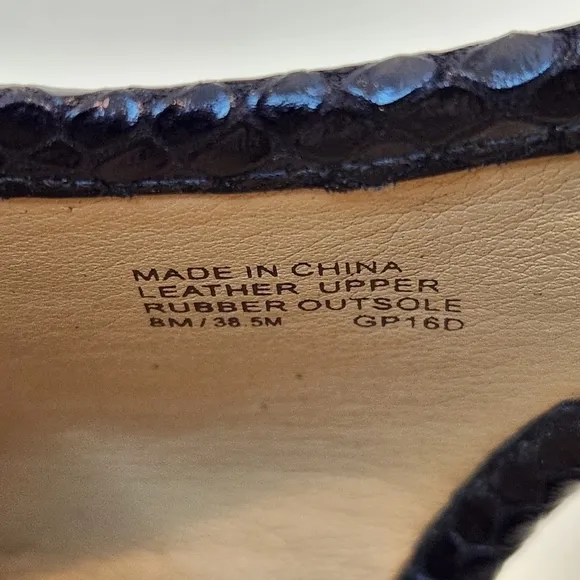 MADE IN CHINA
LEATHER UPPER
RUBBER OUTSOLE
8M/38.5M GP16D